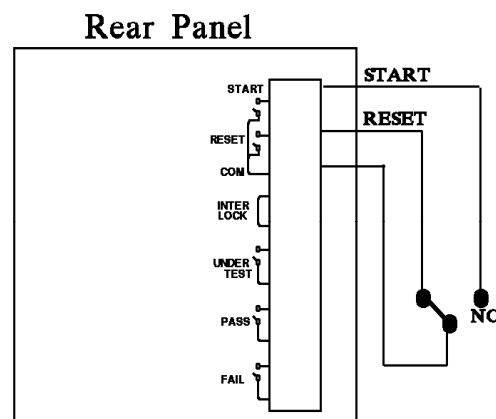 Rear Panel
START
START
RESET
RESET
COM
INTER
LOCK
UNDER
TEST
NO
PASS
FAIL